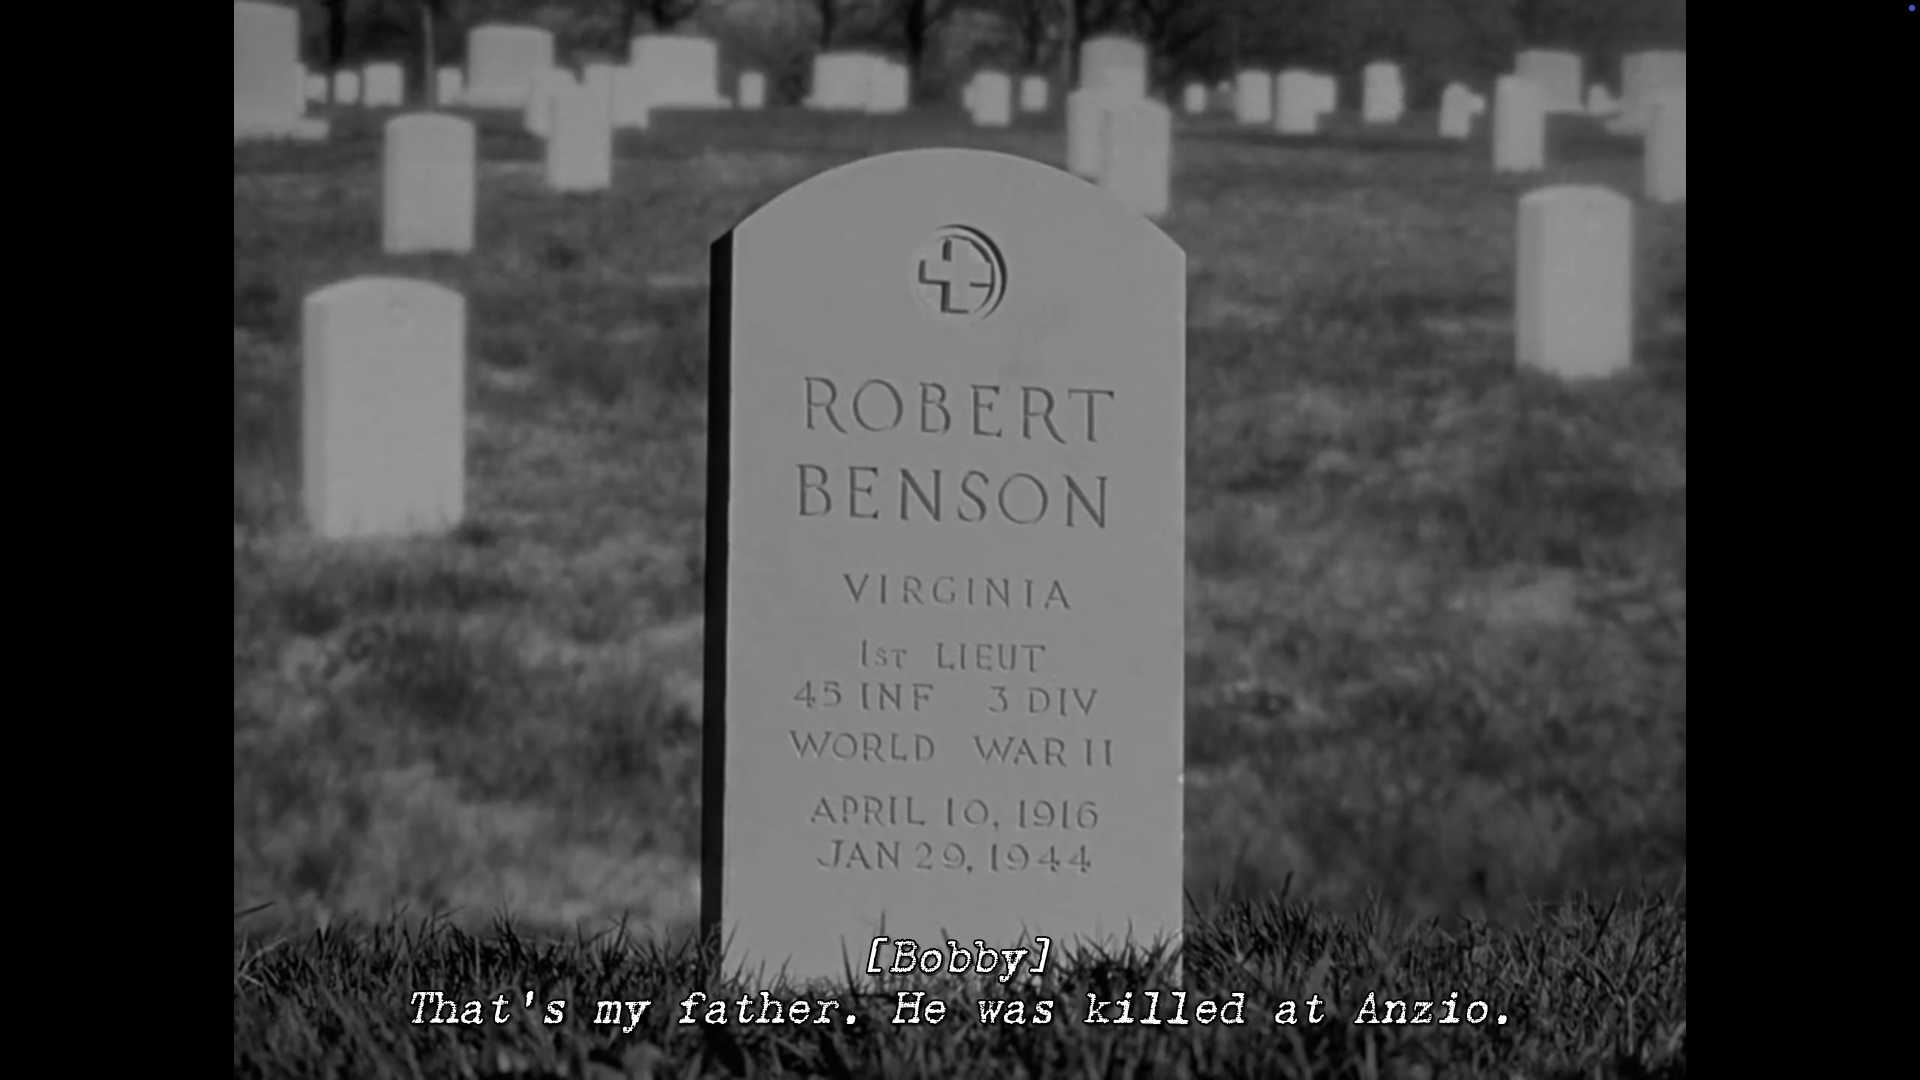 ROBERT
BENSON
VIRGINIA
1ST LIEUT
45 INF 3 DIV
WORLD WAR II
APRIL 10, 1916
JAN 29, 1944
[Bobby]
That's my father. He was killed at Anzio.